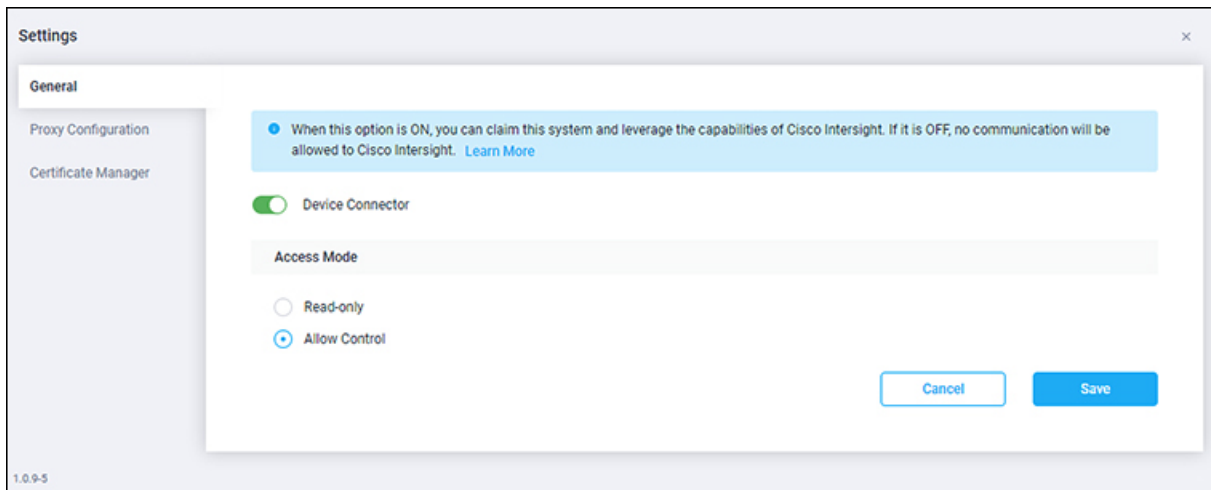 Settings
×
General
Proxy Configuration
Certificate Manager
When this option is ON, you can claim this system and leverage the capabilities of Cisco Intersight. If it is OFF, no communication will be
allowed to Cisco Intersight. Learn More
Device Connector
Access Mode
Read-only
Allow Control
Cancel
Save
1.0.9-5